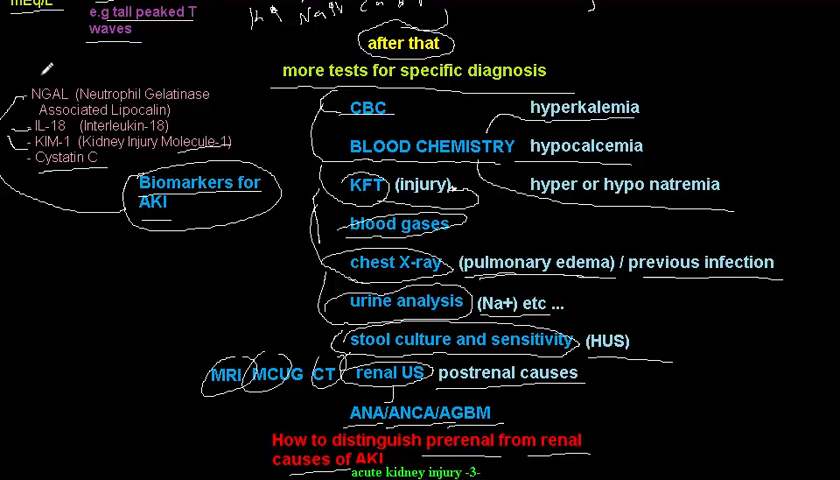 mEq/L
e.g tall peaked T
waves
after that
more tests for specific diagnosis
NGAL (Neutrophil Gelatinase
Associated Lipocalin)
- IL-18 (Interleukin-18)
- KIM-1 (Kidney Injury Molecule-1)
- Cystatin C
Biomarkers for
AKI
CBC hyperkalemia
BLOOD CHEMISTRY hypocalcemia
KFT (injury) hyper or hypo natremia
blood gases
chest X-ray (pulmonary edema) / previous infection
urine analysis (Na+) etc ...
stool culture and sensitivity (HUS)
MRI MCUG CT renal US postrenal causes
ANA/ANCA/AGBM
How to distinguish prerenal from renal
causes of AKI
acute kidney injury -3-